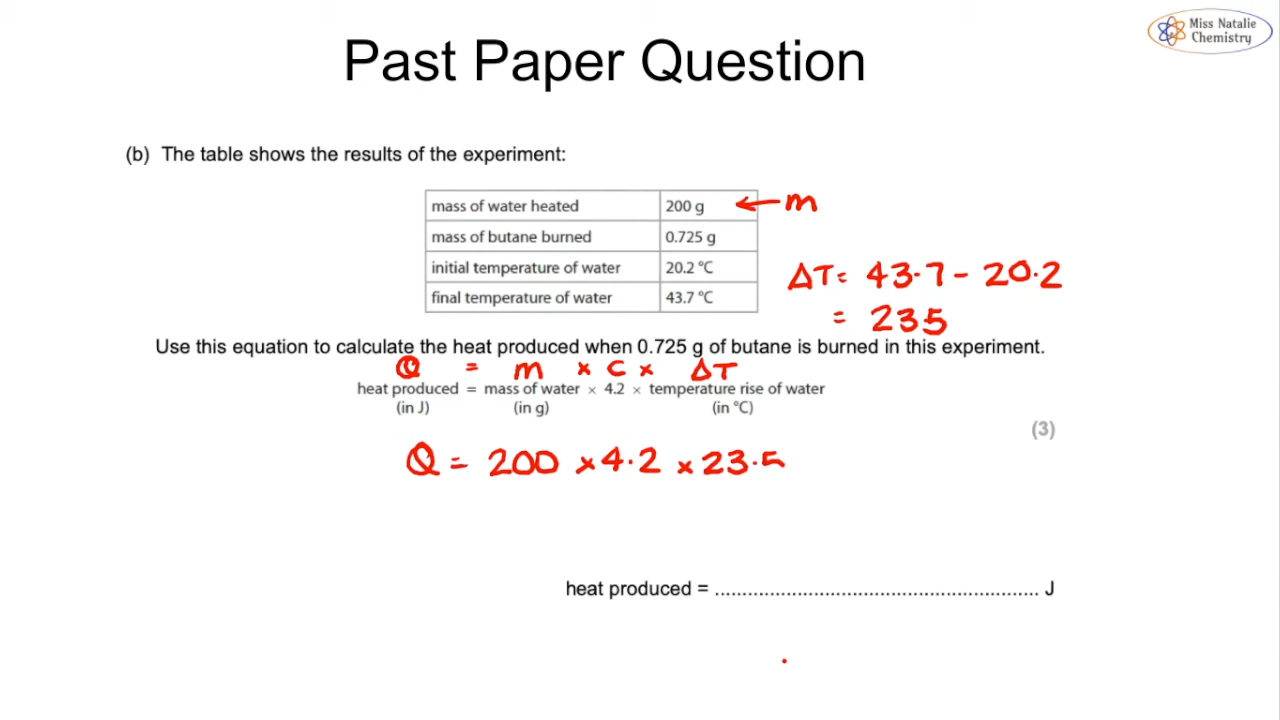 Miss Natalie
Chemistry
Past Paper Question
(b) The table shows the results of the experiment:
mass of water heated 200 g ← m
mass of butane burned 0.725 g
initial temperature of water 20.2 °C
final temperature of water 43.7 °C
ΔT = 43.7 - 20.2
= 235
Use this equation to calculate the heat produced when 0.725 g of butane is burned in this experiment.
Q = m × c × ΔT
heat produced = mass of water × 4.2 × temperature rise of water
(in J) (in g) (in °C)
(3)
Q = 200 × 4.2 × 23.5
heat produced = ........................................................... J